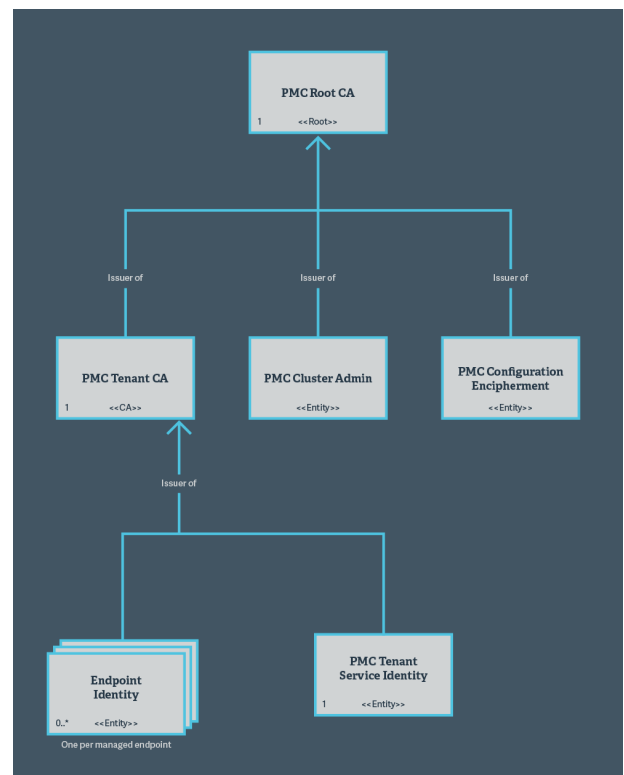 PMC Root CA
1 <<Root>>
Issuer of
Issuer of
Issuer of
PMC Tenant CA
1 <<CA>>
PMC Cluster Admin
<<Entity>>
PMC Configuration
Encipherment
<<Entity>>
Issuer of
Endpoint
Identity
0..* <<Entity>>
One per managed endpoint
PMC Tenant
Service Identity
1 <<Entity>>